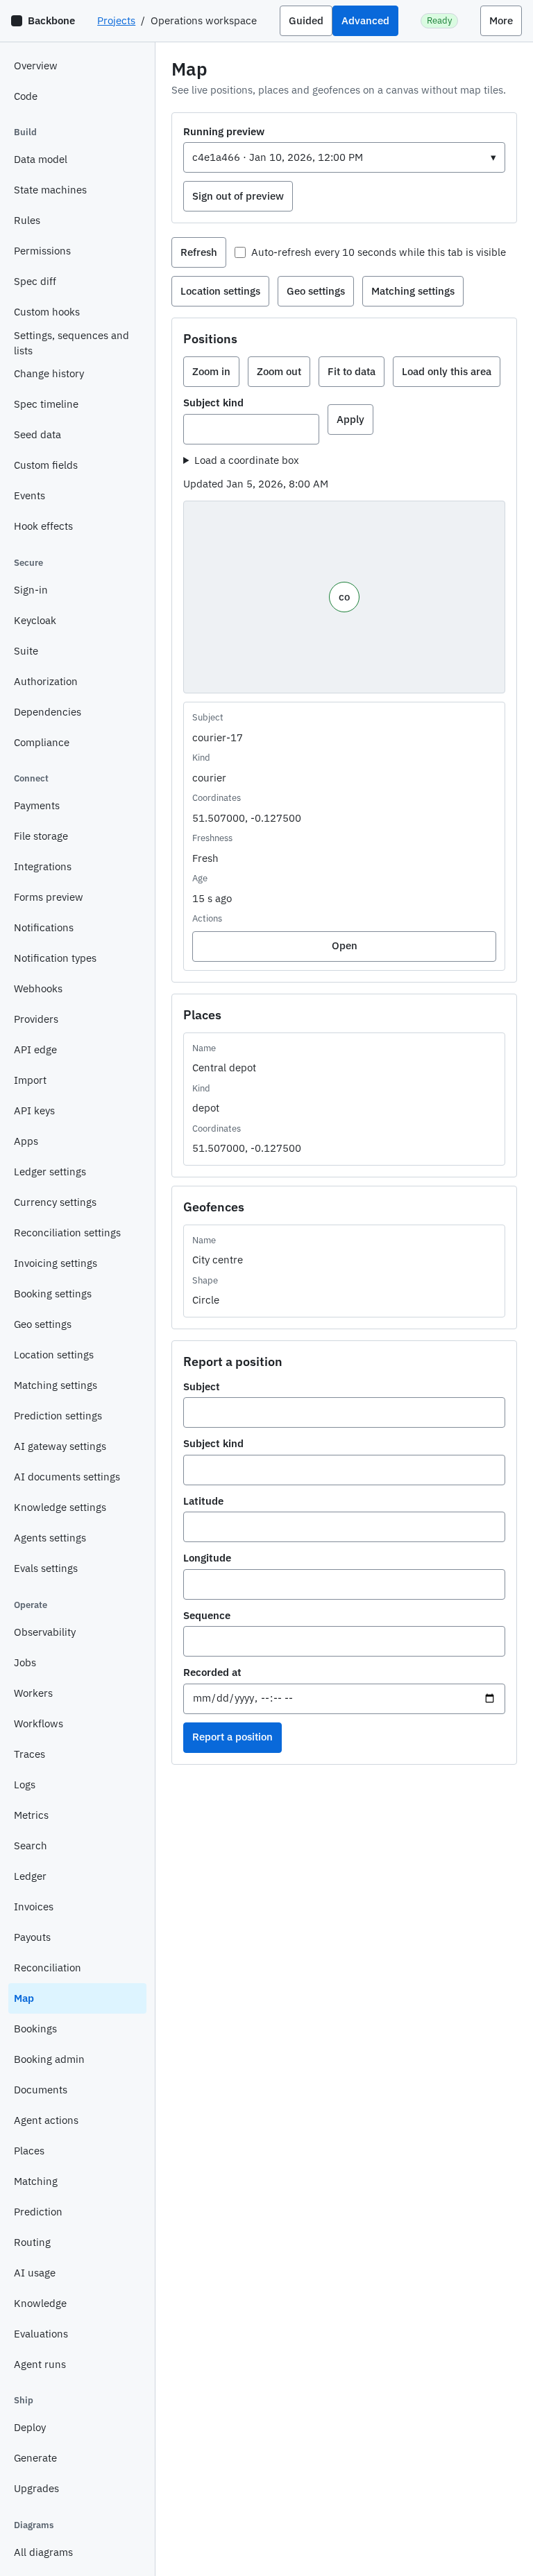 Backbone
Projects / Operations workspace
Guided
Advanced
Ready
More
Overview
Code
Build
Data model
State machines
Rules
Permissions
Spec diff
Custom hooks
Settings, sequences and
lists
Change history
Spec timeline
Seed data
Custom fields
Events
Hook effects
Secure
Sign-in
Keycloak
Suite
Authorization
Dependencies
Compliance
Connect
Payments
File storage
Integrations
Forms preview
Notifications
Notification types
Webhooks
Providers
API edge
Import
API keys
Apps
Ledger settings
Currency settings
Reconciliation settings
Invoicing settings
Booking settings
Geo settings
Location settings
Matching settings
Prediction settings
AI gateway settings
AI documents settings
Knowledge settings
Agents settings
Evals settings
Operate
Observability
Jobs
Workers
Workflows
Traces
Logs
Metrics
Search
Ledger
Invoices
Payouts
Reconciliation
Map
Bookings
Booking admin
Documents
Agent actions
Places
Matching
Prediction
Routing
AI usage
Knowledge
Evaluations
Agent runs
Ship
Deploy
Generate
Upgrades
Diagrams
All diagrams
Map
See live positions, places and geofences on a canvas without map tiles.
Running preview
c4e1a466 · Jan 10, 2026, 12:00 PM
Sign out of preview
Refresh
Auto-refresh every 10 seconds while this tab is visible
Location settings
Geo settings
Matching settings
Positions
Zoom in
Zoom out
Fit to data
Load only this area
Subject kind
Apply
Load a coordinate box
Updated Jan 5, 2026, 8:00 AM
co
Subject
courier-17
Kind
courier
Coordinates
51.507000, -0.127500
Freshness
Fresh
Age
15 s ago
Actions
Open
Places
Name
Central depot
Kind
depot
Coordinates
51.507000, -0.127500
Geofences
Name
City centre
Shape
Circle
Report a position
Subject
Subject kind
Latitude
Longitude
Sequence
Recorded at
mm/dd/yyyy, --:-- --
Report a position